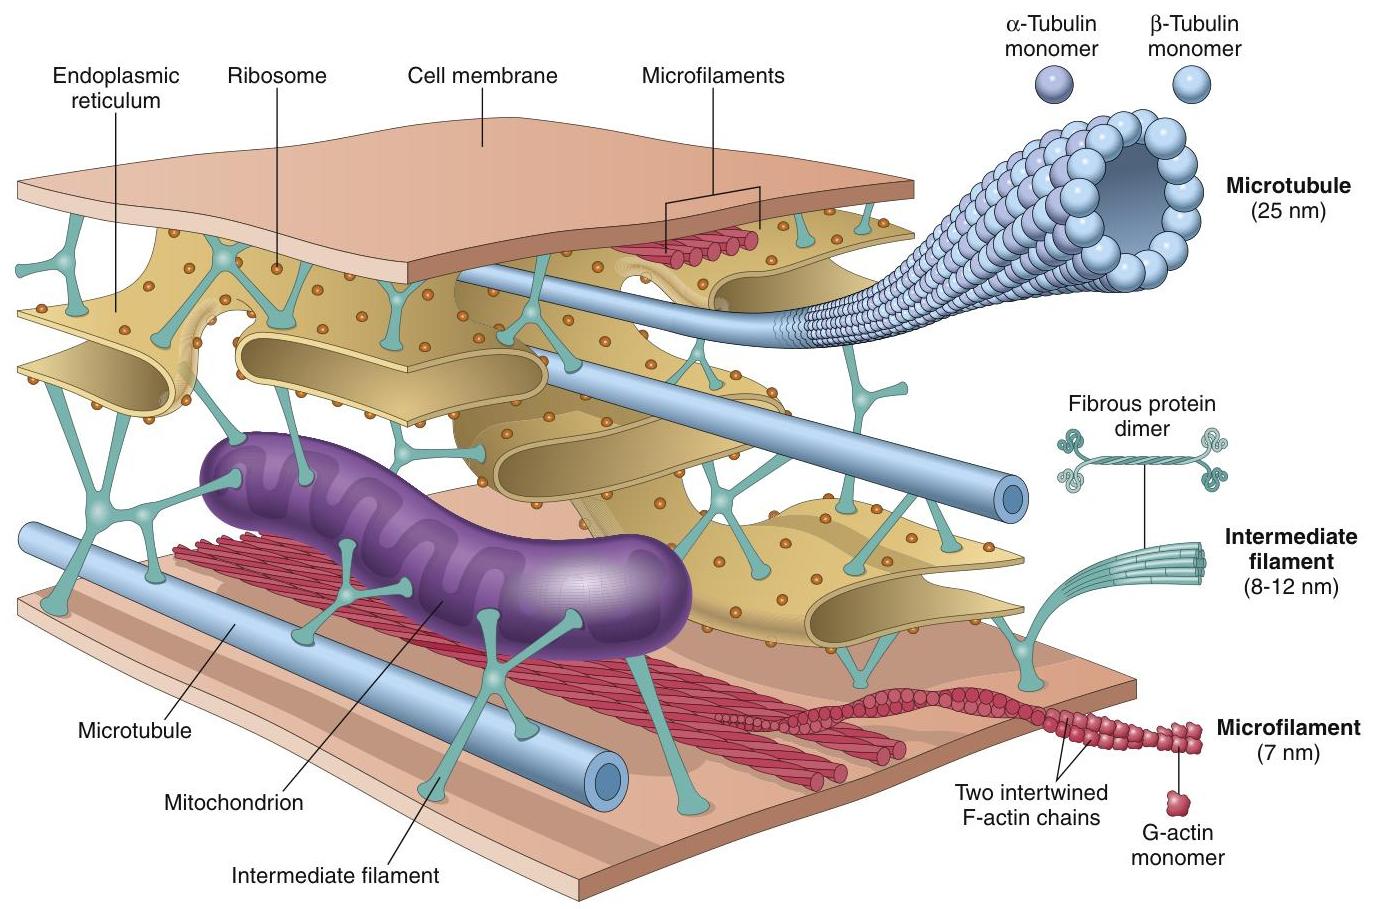 α-Tubulin
monomer
β-Tubulin
monomer
Endoplasmic
reticulum
Ribosome
Cell membrane
Microfilaments
Microtubule
(25 nm)
Fibrous protein
dimer
Intermediate
filament
(8-12 nm)
Microtubule
Mitochondrion
Intermediate filament
Microfilament
(7 nm)
Two intertwined
F-actin chains
G-actin
monomer